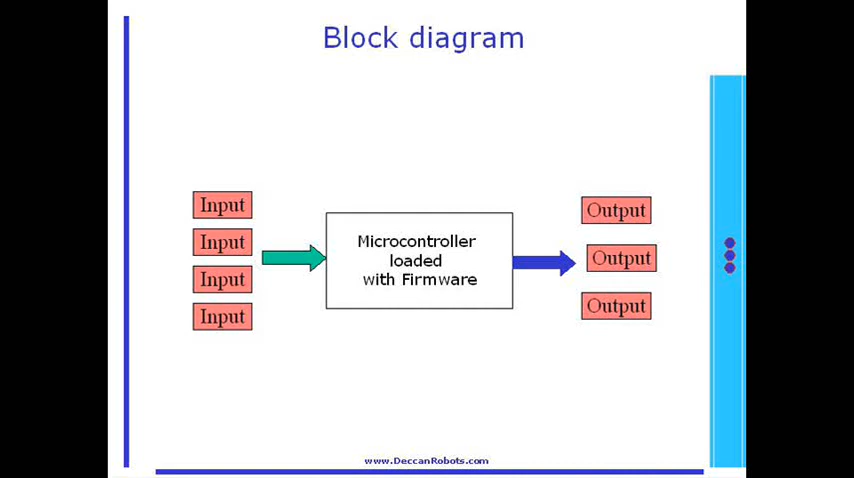 Block diagram
Input
Input
Input
Input
Microcontroller
loaded
with Firmware
Output
Output
Output
www.DeccanRobots.com